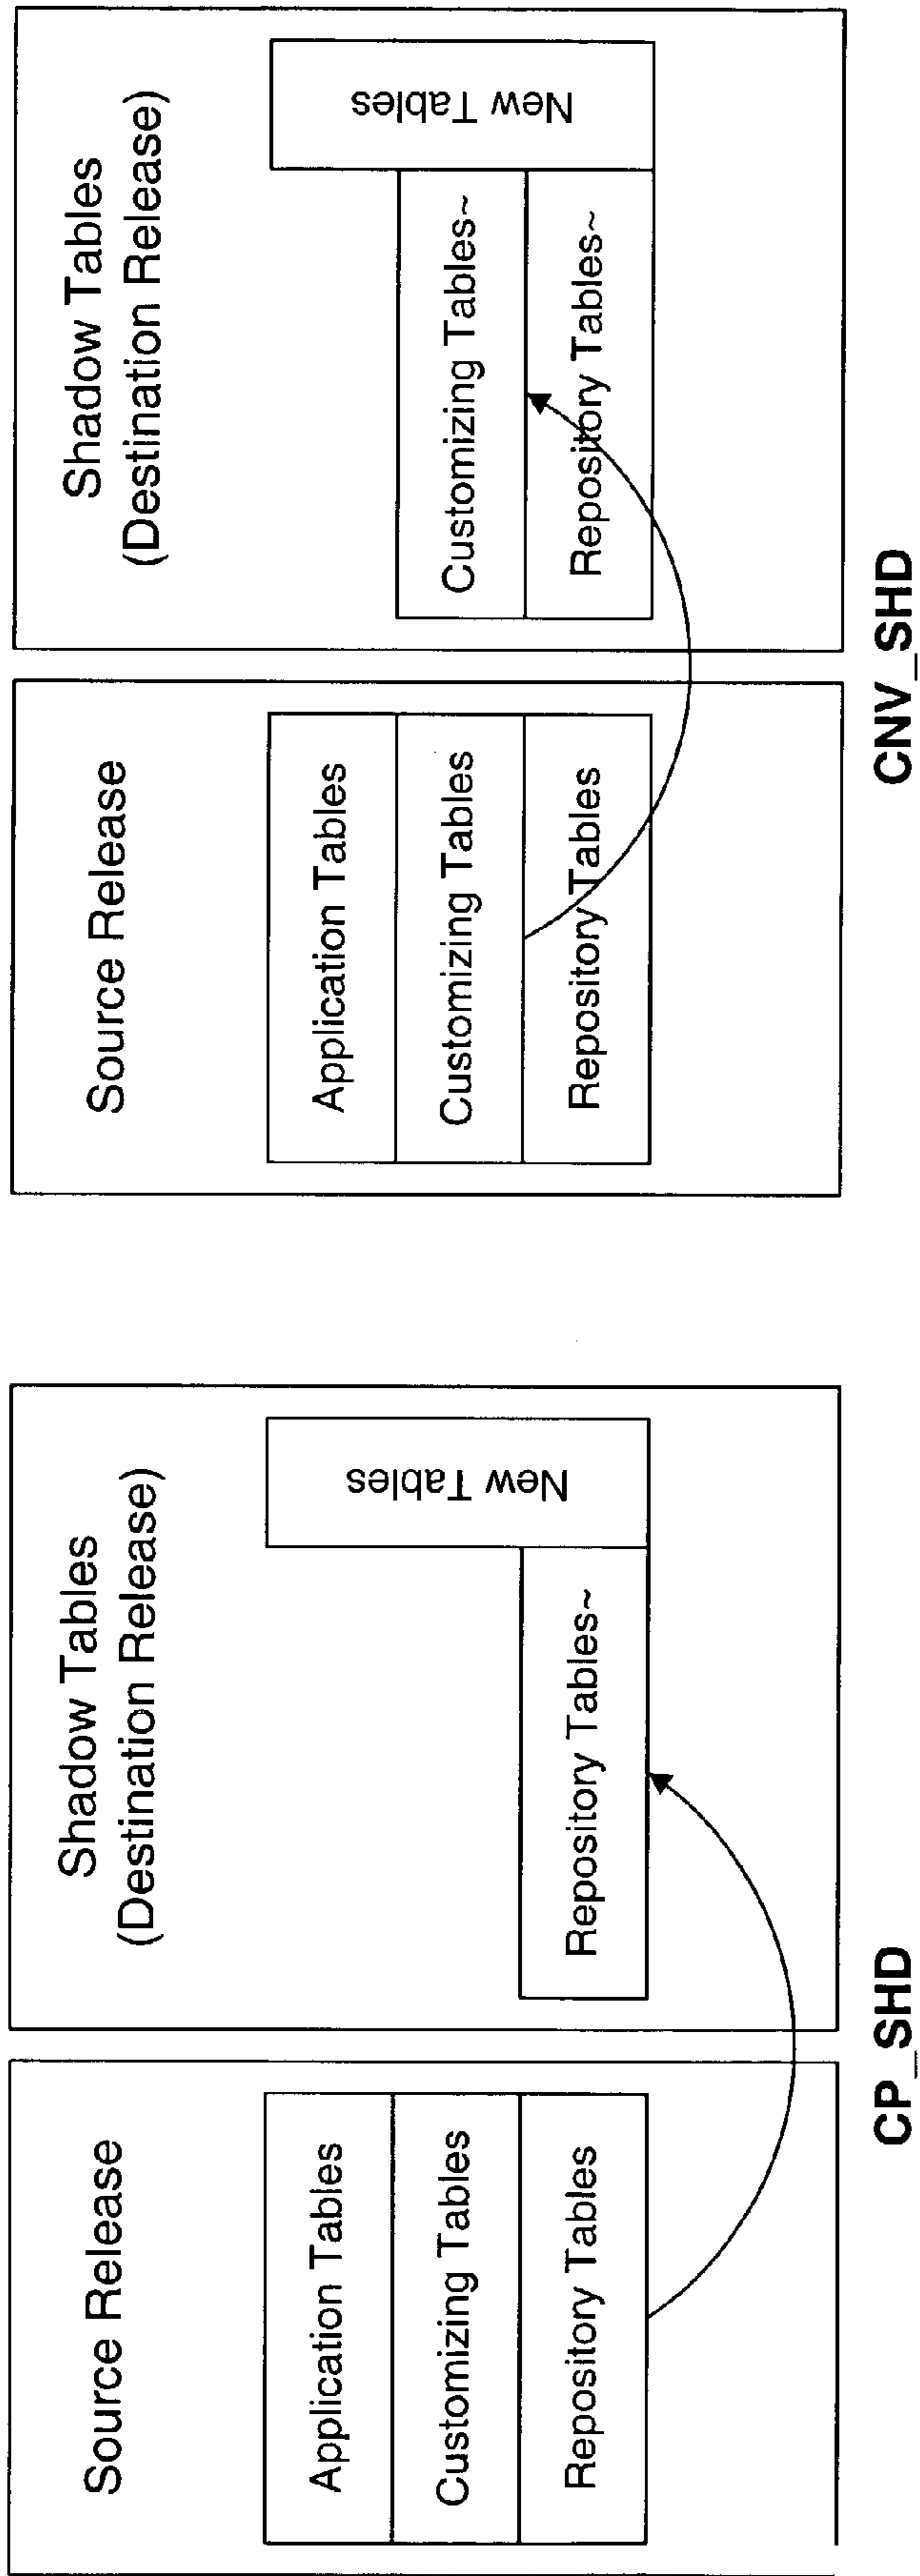 Source Release
Application Tables
Customizing Tables
Repository Tables
Shadow Tables
(Destination Release)
Repository Tables~
New Tables
CP_SHD
Source Release
Application Tables
Customizing Tables
Repository Tables
Shadow Tables
(Destination Release)
Customizing Tables~
Repository Tables~
New Tables
CNV_SHD